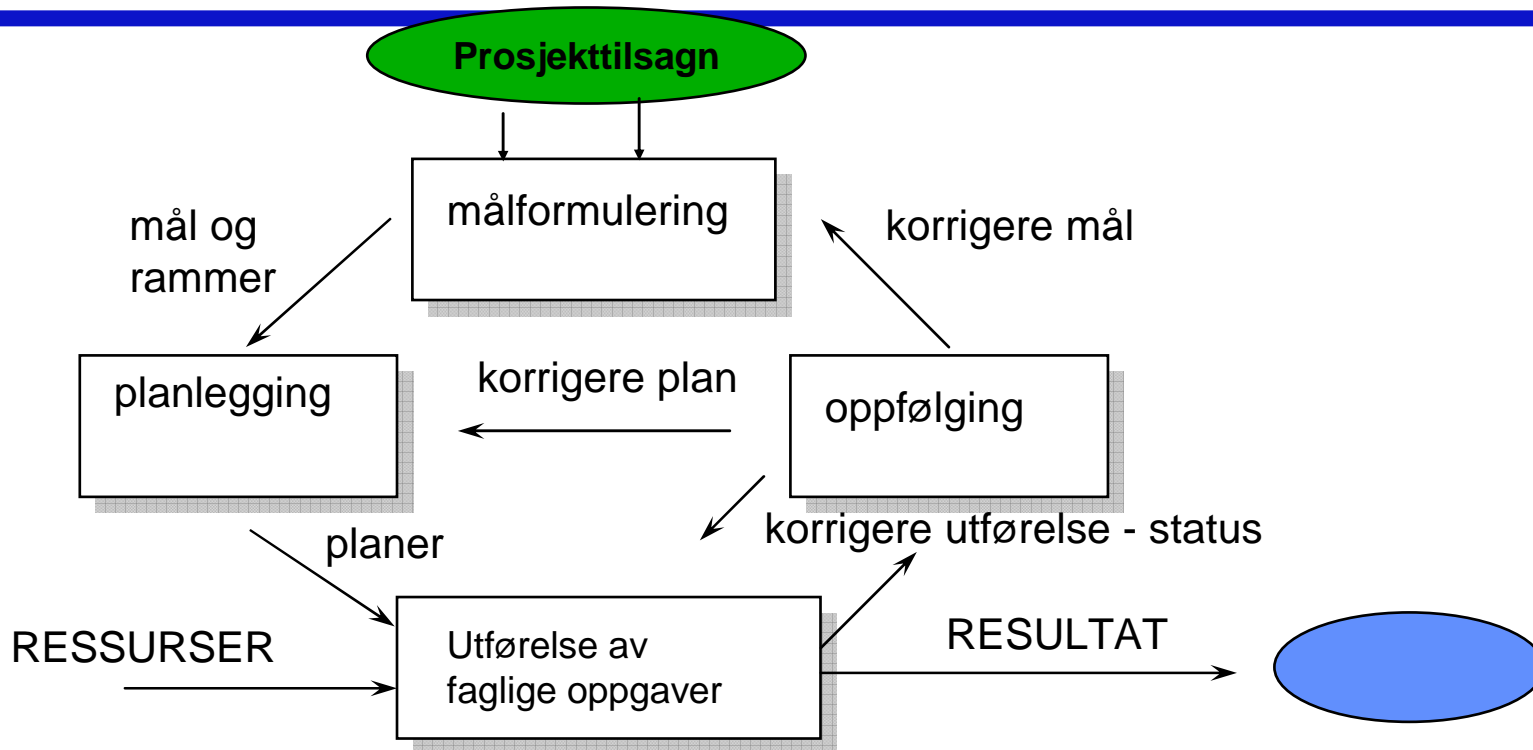 Prosjekttilsagn
målformulering
mål og
rammer
korrigere mål
planlegging
korrigere plan
oppfølging
planer
korrigere utførelse - status
RESSURSER
Utførelse av
faglige oppgaver
RESULTAT